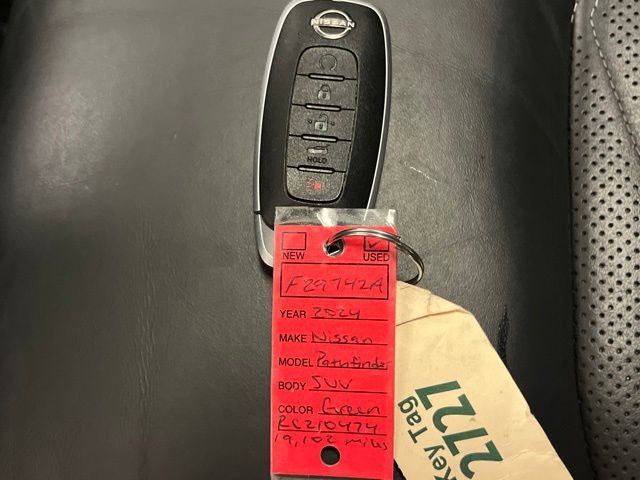 NISSAN
HOLD
NEW USED
F29742A
YEAR 2024
MAKE Nissan
MODEL Pathfinder
BODY SUV
COLOR Green
RC210474
19,102 miles
Key Tag
2727